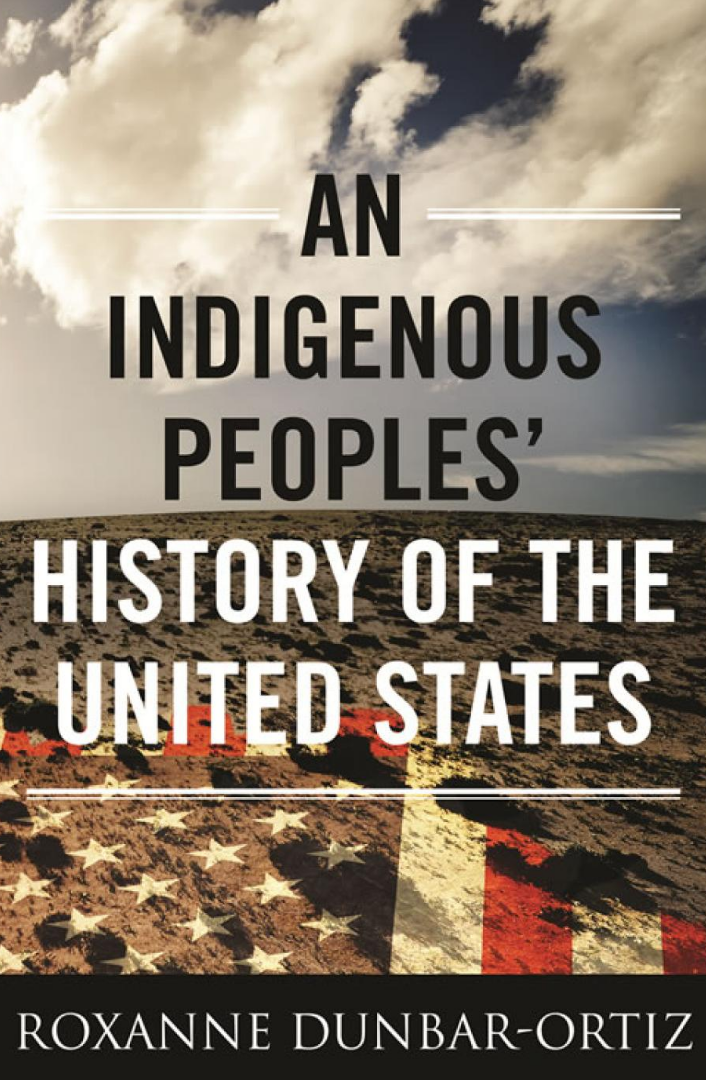 AN
INDIGENOUS
PEOPLES’
HISTORY OF THE
UNITED STATES
ROXANNE DUNBAR-ORTIZ